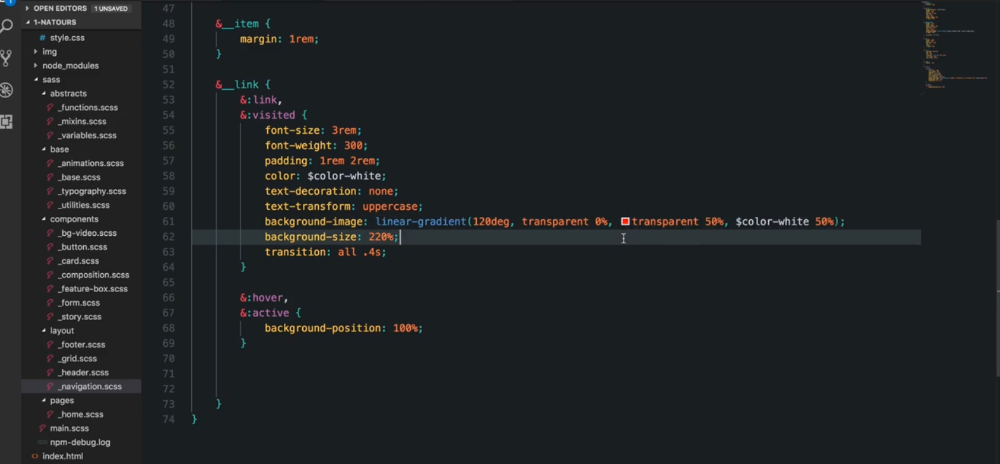 1
OPEN EDITORS 1 UNSAVED
1-NATOURS
# style.css
img
node_modules
sass
abstracts
_functions.scss
_mixins.scss
_variables.scss
base
_animations.scss
_base.scss
_typography.scss
_utilities.scss
components
_bg-video.scss
_button.scss
_card.scss
_composition.scss
_feature-box.scss
_form.scss
_story.scss
layout
_footer.scss
_grid.scss
_header.scss
_navigation.scss
pages
_home.scss
main.scss
npm-debug.log
<> index.html
47
48 &__item {
49 margin: 1rem;
50 }
51
52 &__link {
53 &:link,
54 &:visited {
55 font-size: 3rem;
56 font-weight: 300;
57 padding: 1rem 2rem;
58 color: $color-white;
59 text-decoration: none;
60 text-transform: uppercase;
61 background-image: linear-gradient(120deg, transparent 0%, transparent 50%, $color-white 50%);
62 background-size: 220%;
63 transition: all .4s;
64 }
65
66 &:hover,
67 &:active {
68 background-position: 100%;
69 }
70
71
72
73 }
74 }